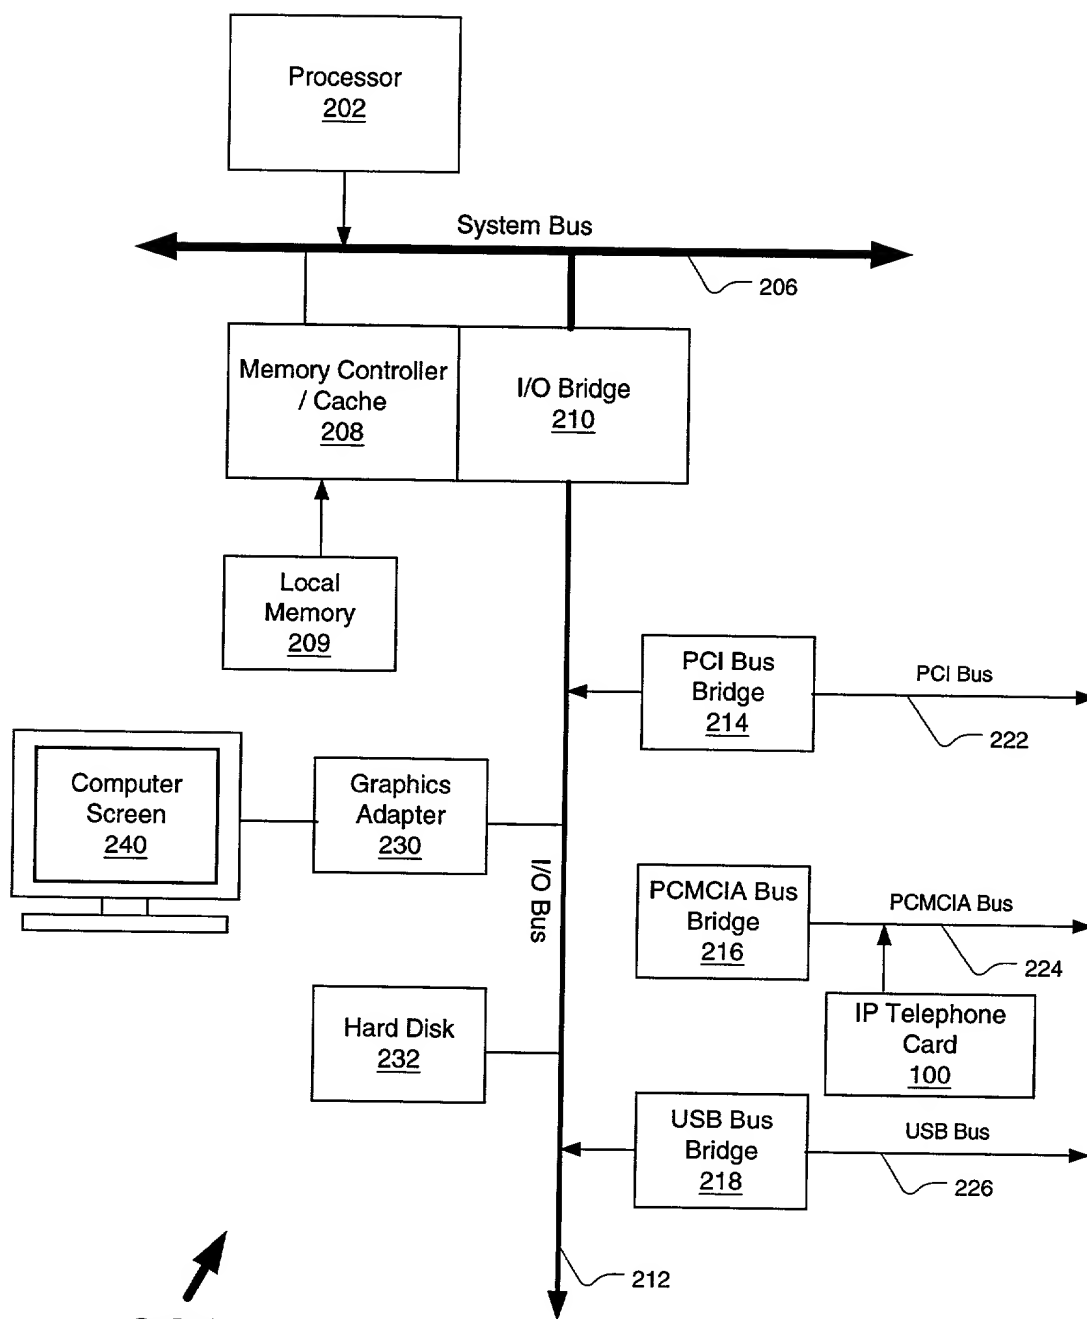 Processor
202
System Bus
206
Memory Controller
/ Cache
208
I/O Bridge
210
Local
Memory
209
PCI Bus
Bridge
214
PCI Bus
222
Computer
Screen
240
Graphics
Adapter
230
I/O Bus
PCMCIA Bus
Bridge
216
PCMCIA Bus
224
IP Telephone
Card
100
Hard Disk
232
USB Bus
Bridge
218
USB Bus
226
212